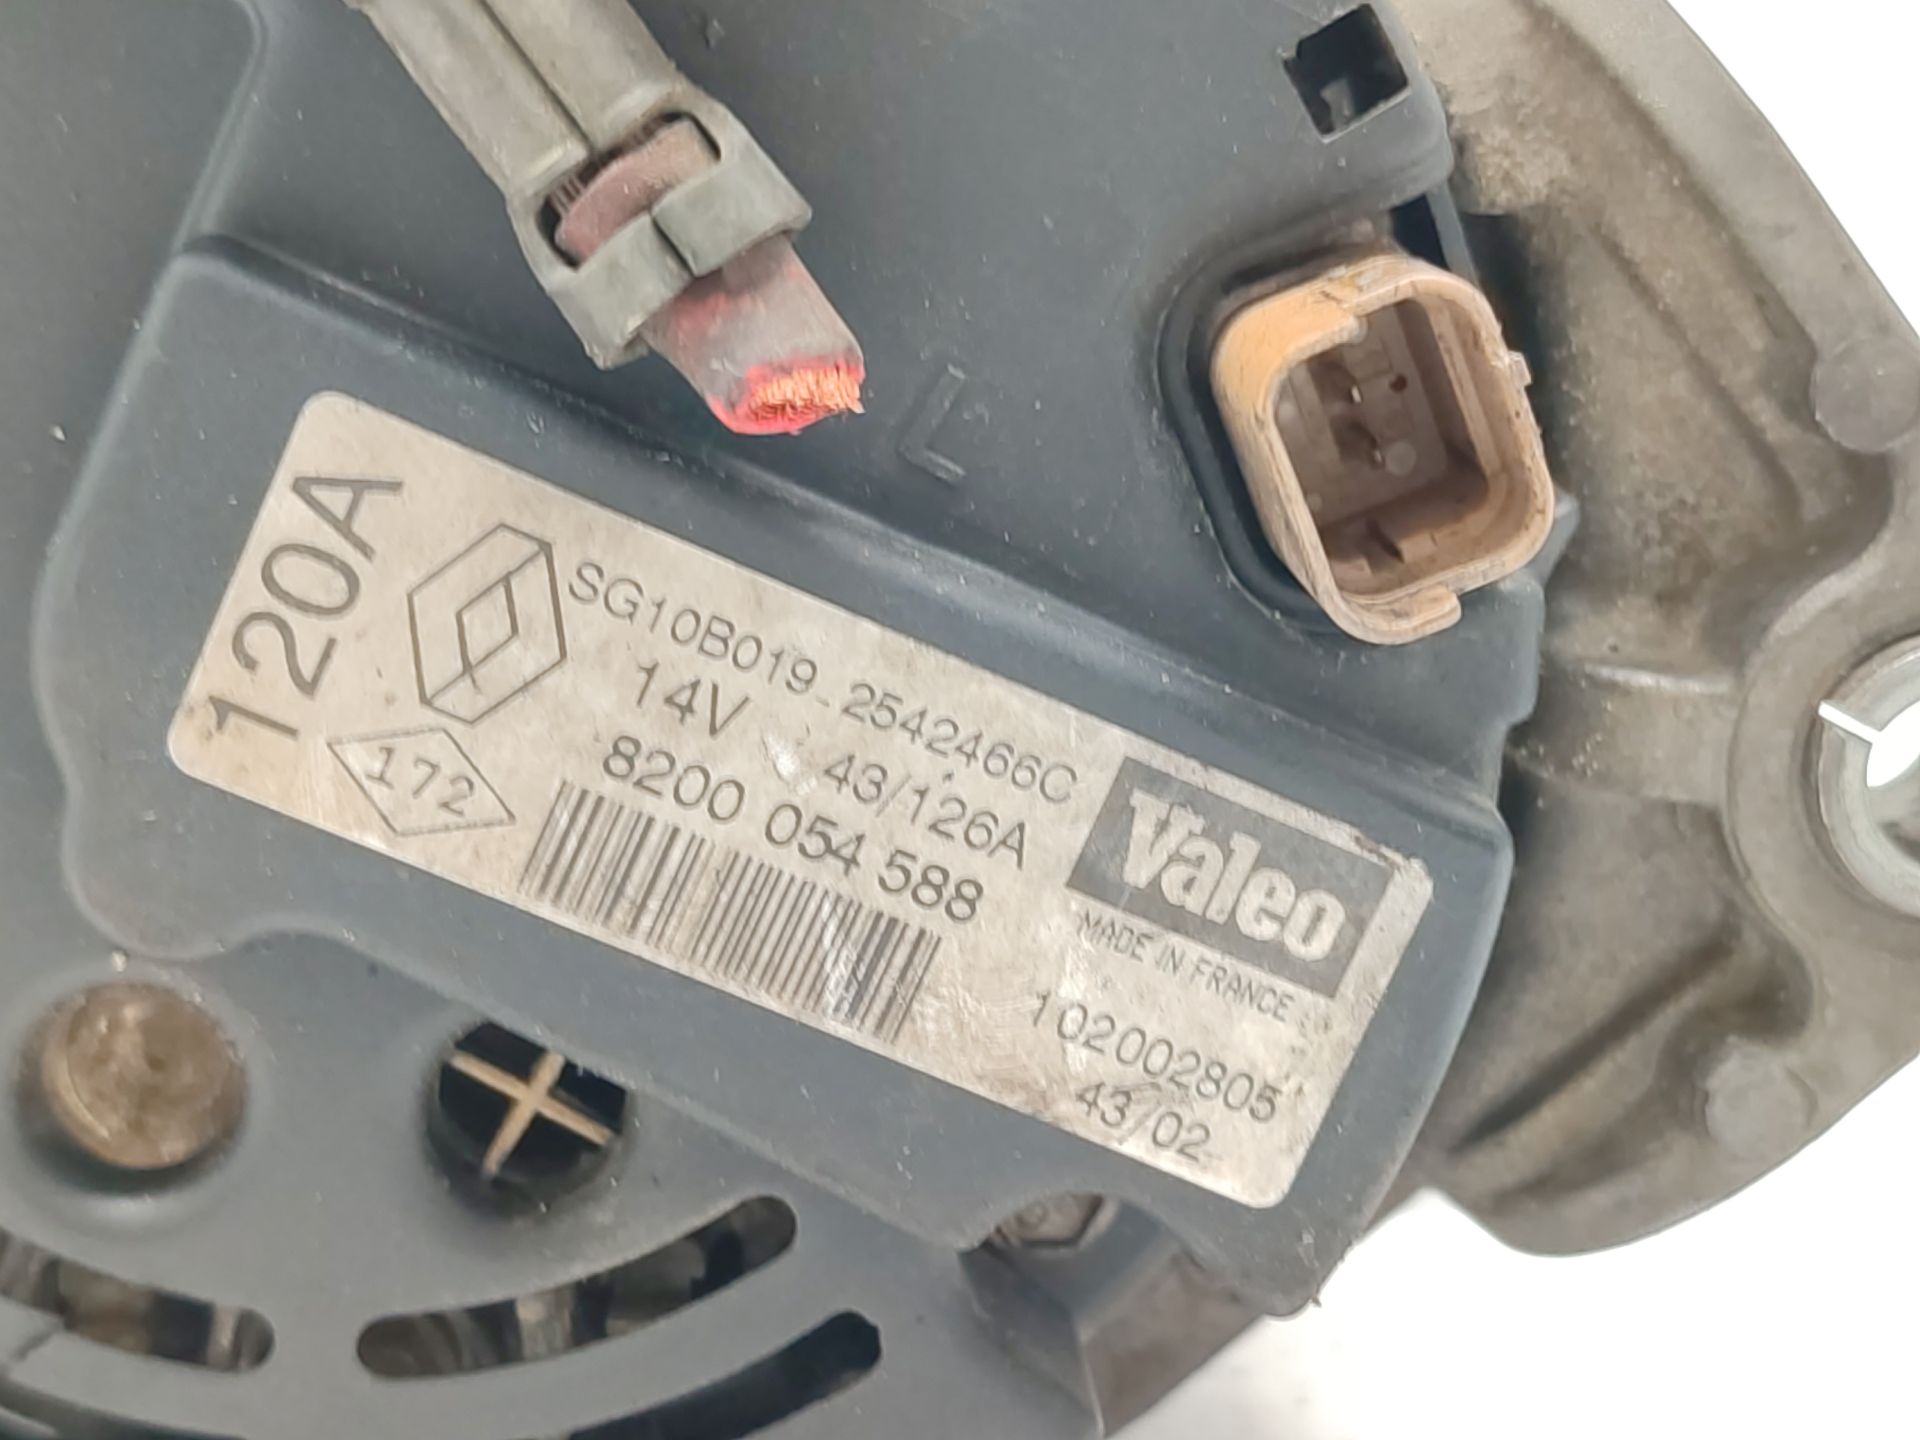 L
120A
SG10B019-2542466C
14V 43/126A
8200 054 588
172
Valeo
MADE IN FRANCE
102002805
43/02